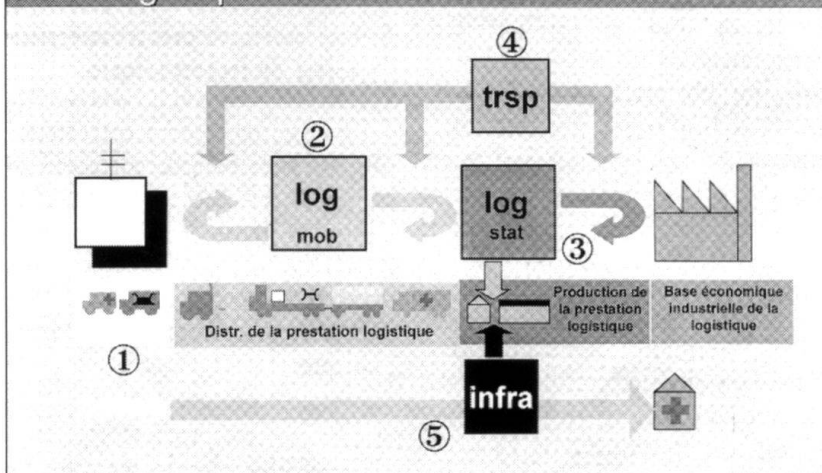 ④
trsp
②
log
mob
log
stat
③
Distr. de la prestation logistique
Production de
la prestation
logistique
Base économique
industrielle de la
logistique
①
infra
⑤